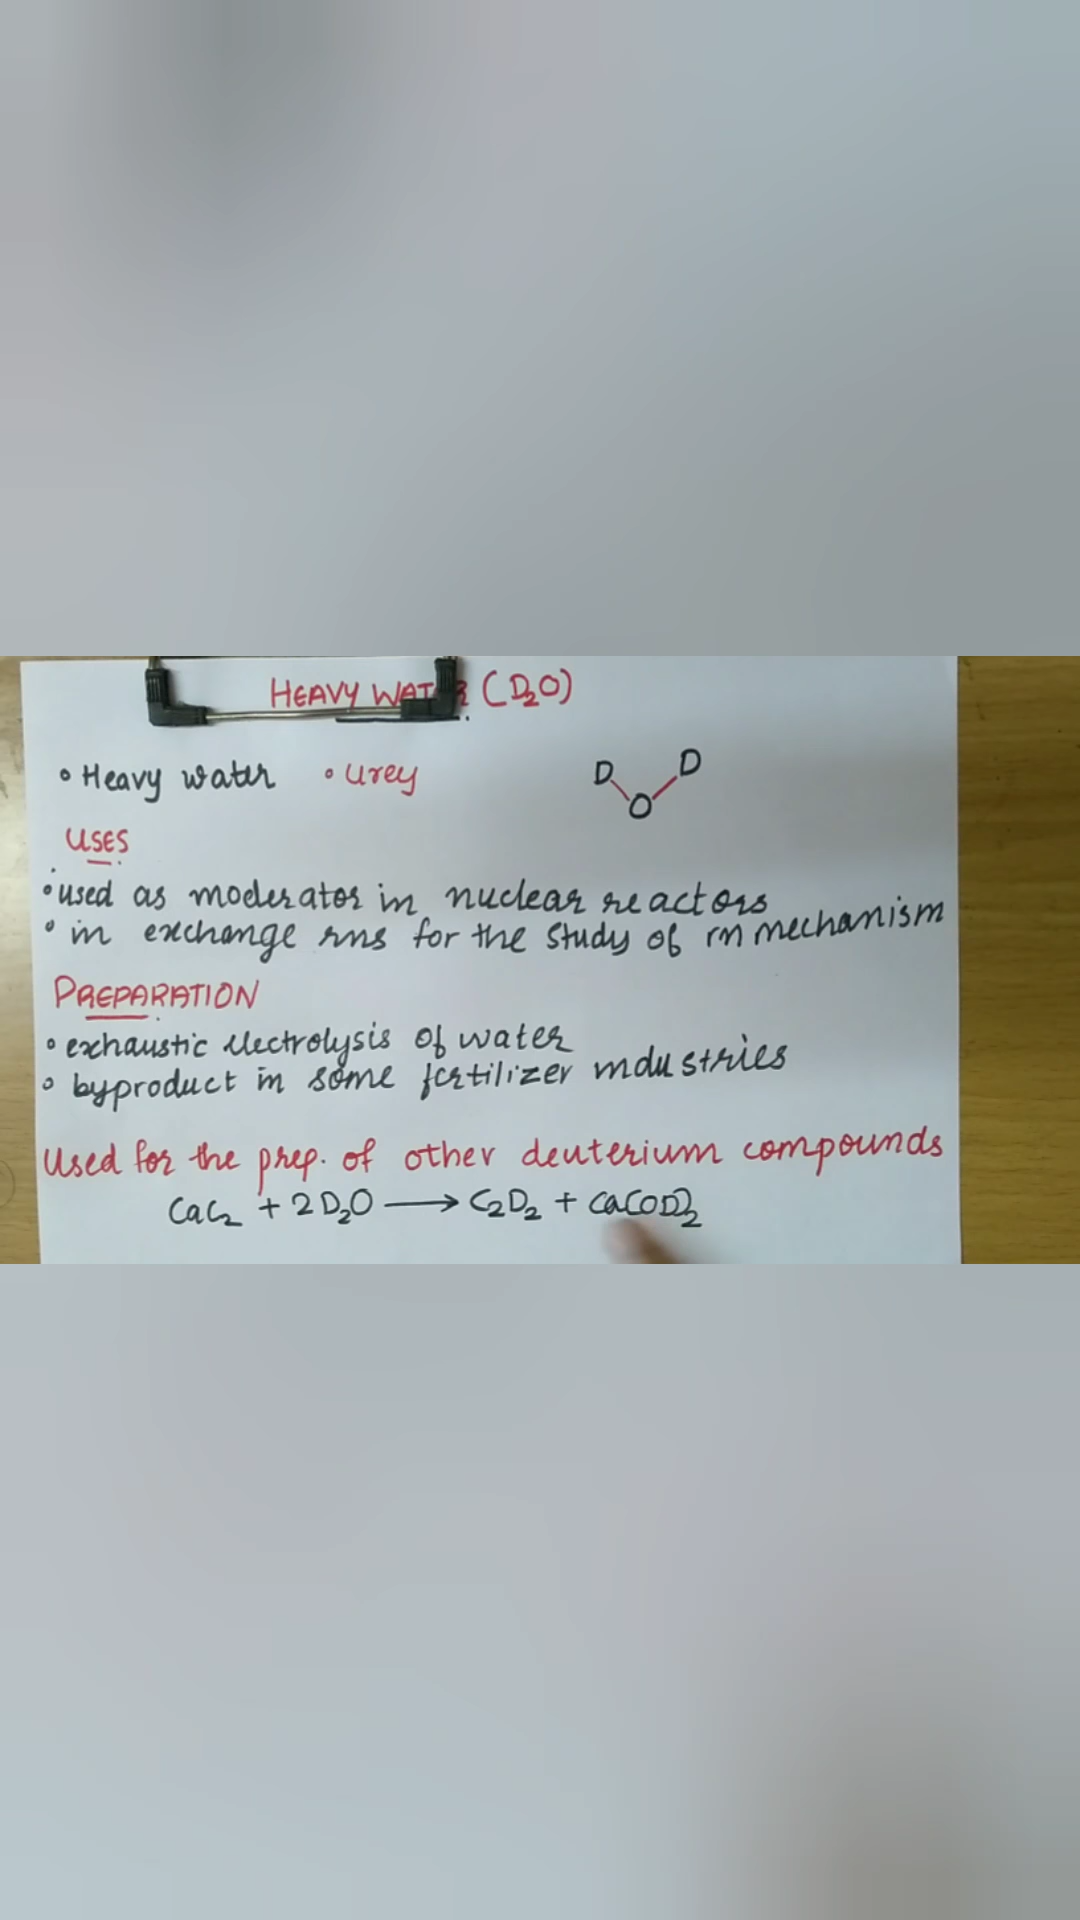 HEAVY WATER (D₂O)
• Heavy water • Urey
D D
O
USES
• used as moderator in nuclear reactors
• in exchange rns for the study of rn mechanism
PREPARATION
• exhaustic electrolysis of water
• byproduct in some fertilizer industries
Used for the prep. of other deuterium compounds
CaC₂ + 2D₂O ⟶ C₂D₂ + Ca(OD)₂